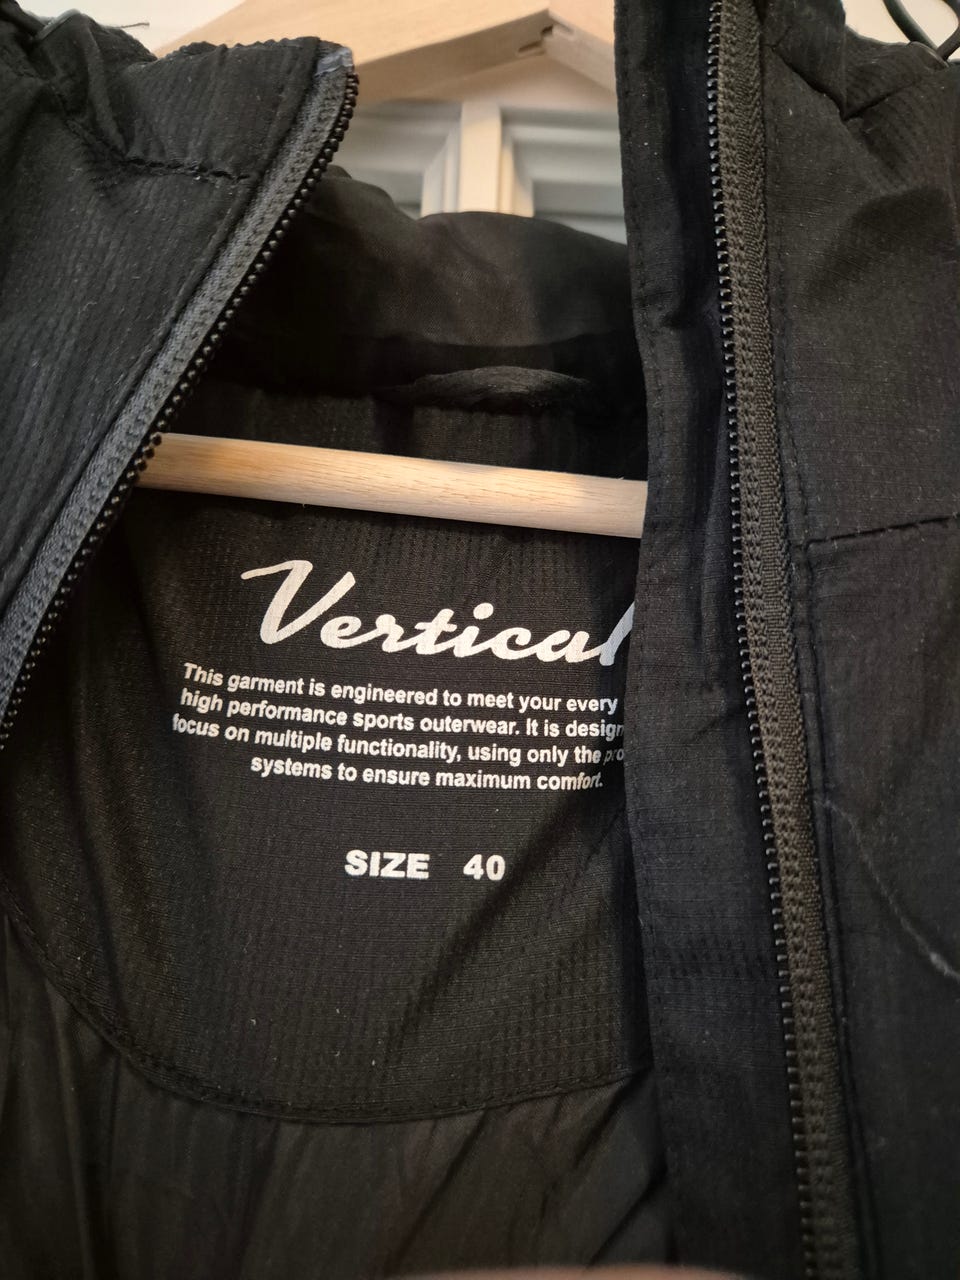 Vertical
This garment is engineered to meet your every
high performance sports outerwear. It is design
focus on multiple functionality, using only the pro
systems to ensure maximum comfort.
SIZE 40